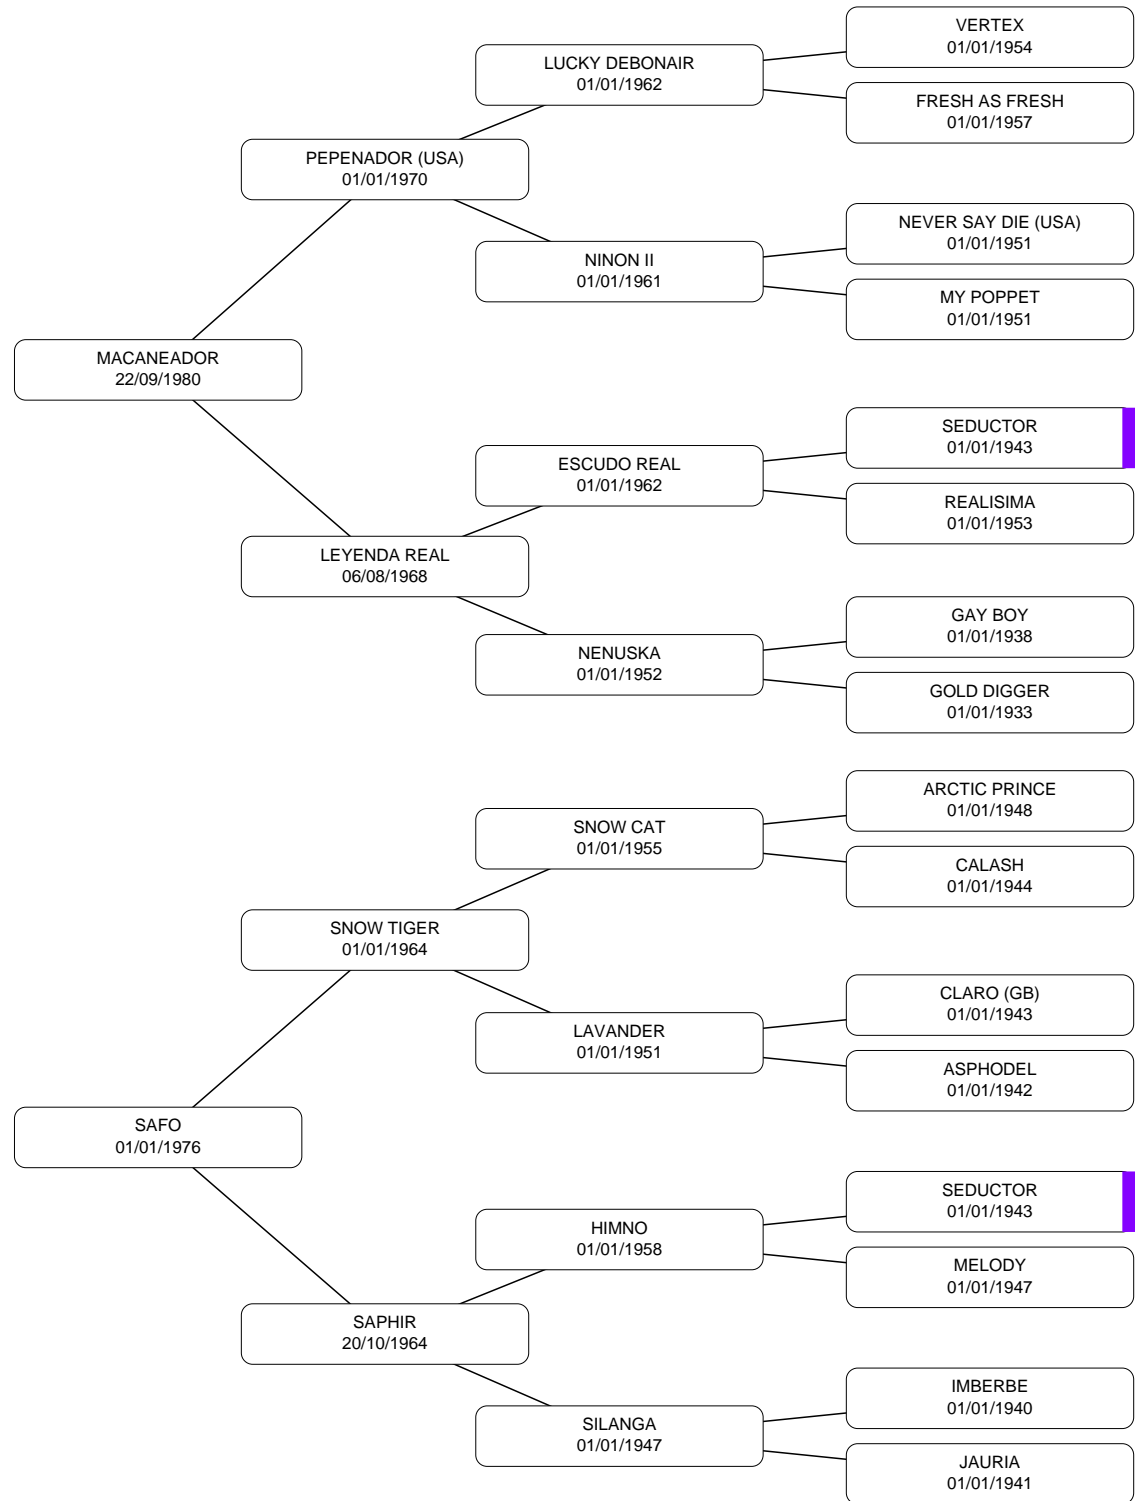 VERTEX
01/01/1954
LUCKY DEBONAIR
01/01/1962
FRESH AS FRESH
01/01/1957
PEPENADOR (USA)
01/01/1970
NEVER SAY DIE (USA)
01/01/1951
NINON II
01/01/1961
MY POPPET
01/01/1951
MACANEADOR
22/09/1980
SEDUCTOR
01/01/1943
ESCUDO REAL
01/01/1962
REALISIMA
01/01/1953
LEYENDA REAL
06/08/1968
GAY BOY
01/01/1938
NENUSKA
01/01/1952
GOLD DIGGER
01/01/1933
ARCTIC PRINCE
01/01/1948
SNOW CAT
01/01/1955
CALASH
01/01/1944
SNOW TIGER
01/01/1964
CLARO (GB)
01/01/1943
LAVANDER
01/01/1951
ASPHODEL
01/01/1942
SAFO
01/01/1976
SEDUCTOR
01/01/1943
HIMNO
01/01/1958
MELODY
01/01/1947
SAPHIR
20/10/1964
IMBERBE
01/01/1940
SILANGA
01/01/1947
JAURIA
01/01/1941